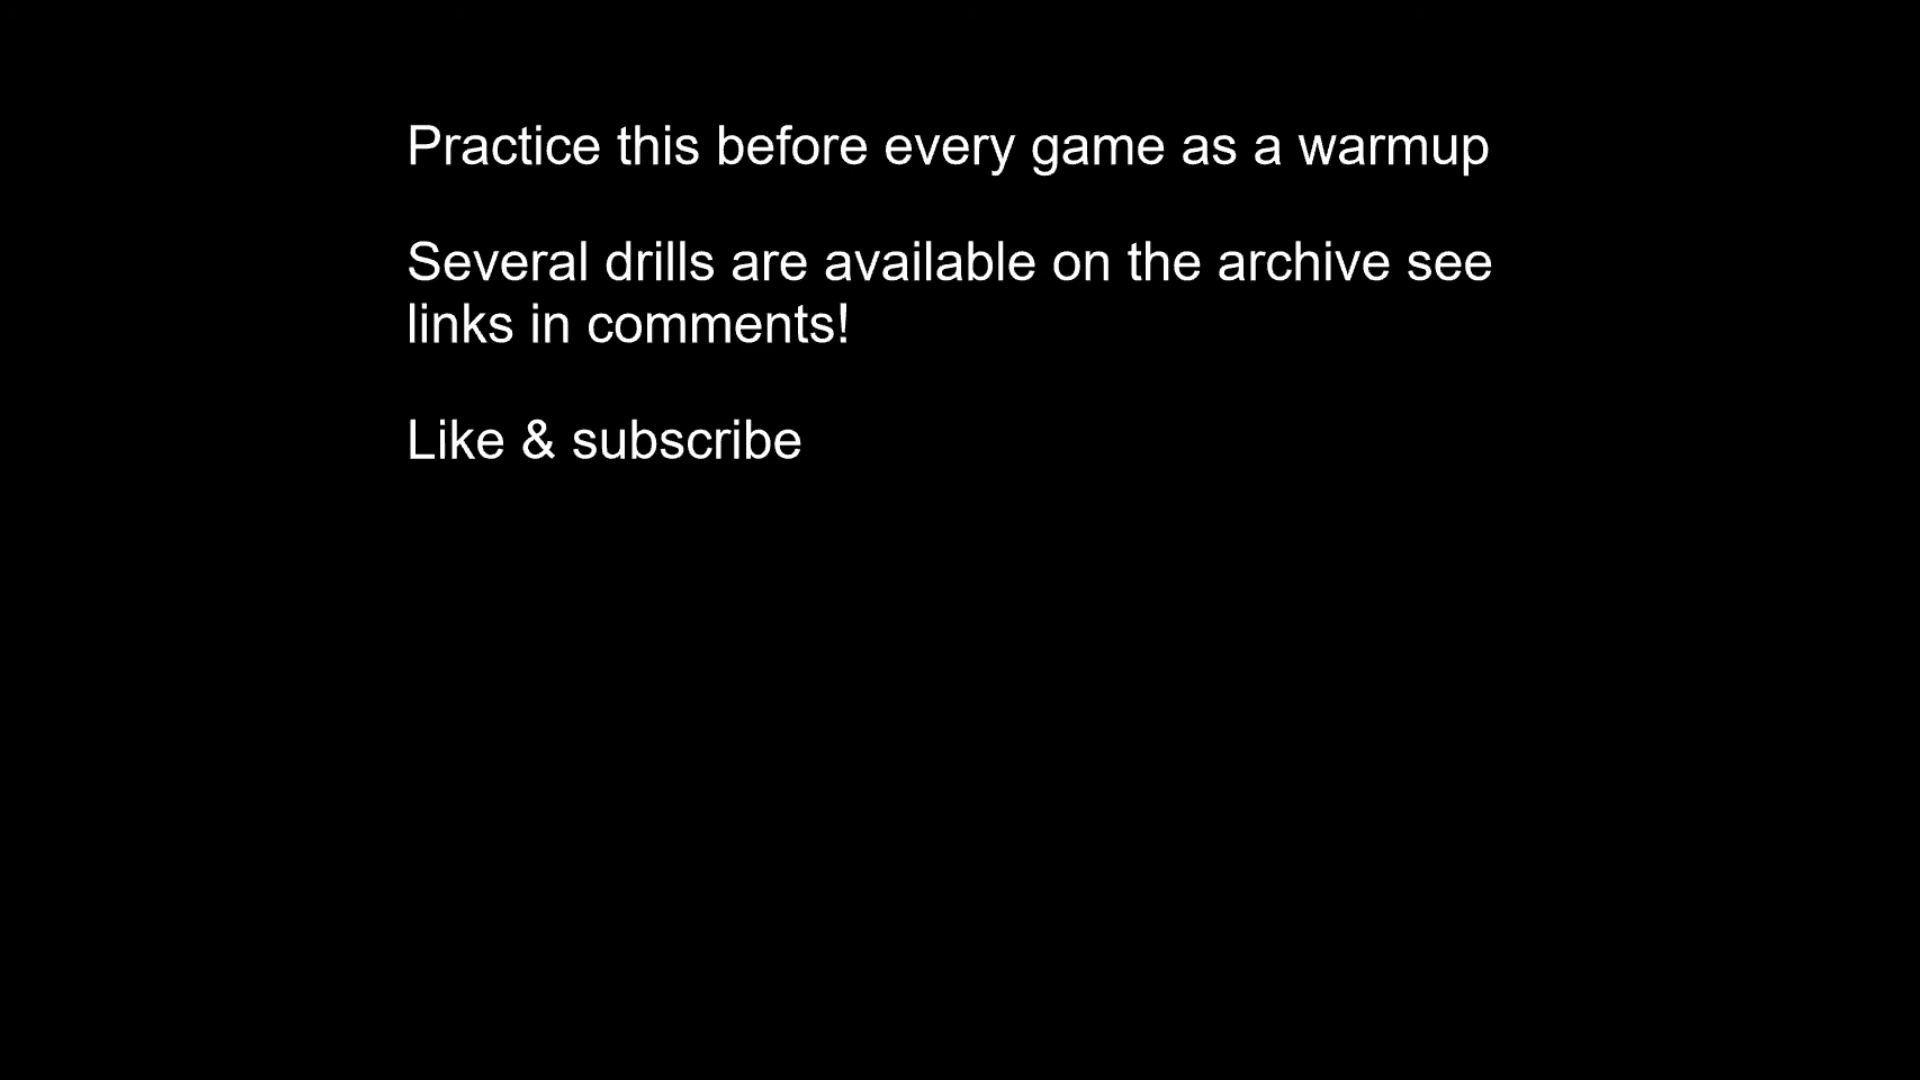 Practice this before every game as a warmup
Several drills are available on the archive see
links in comments!
Like & subscribe